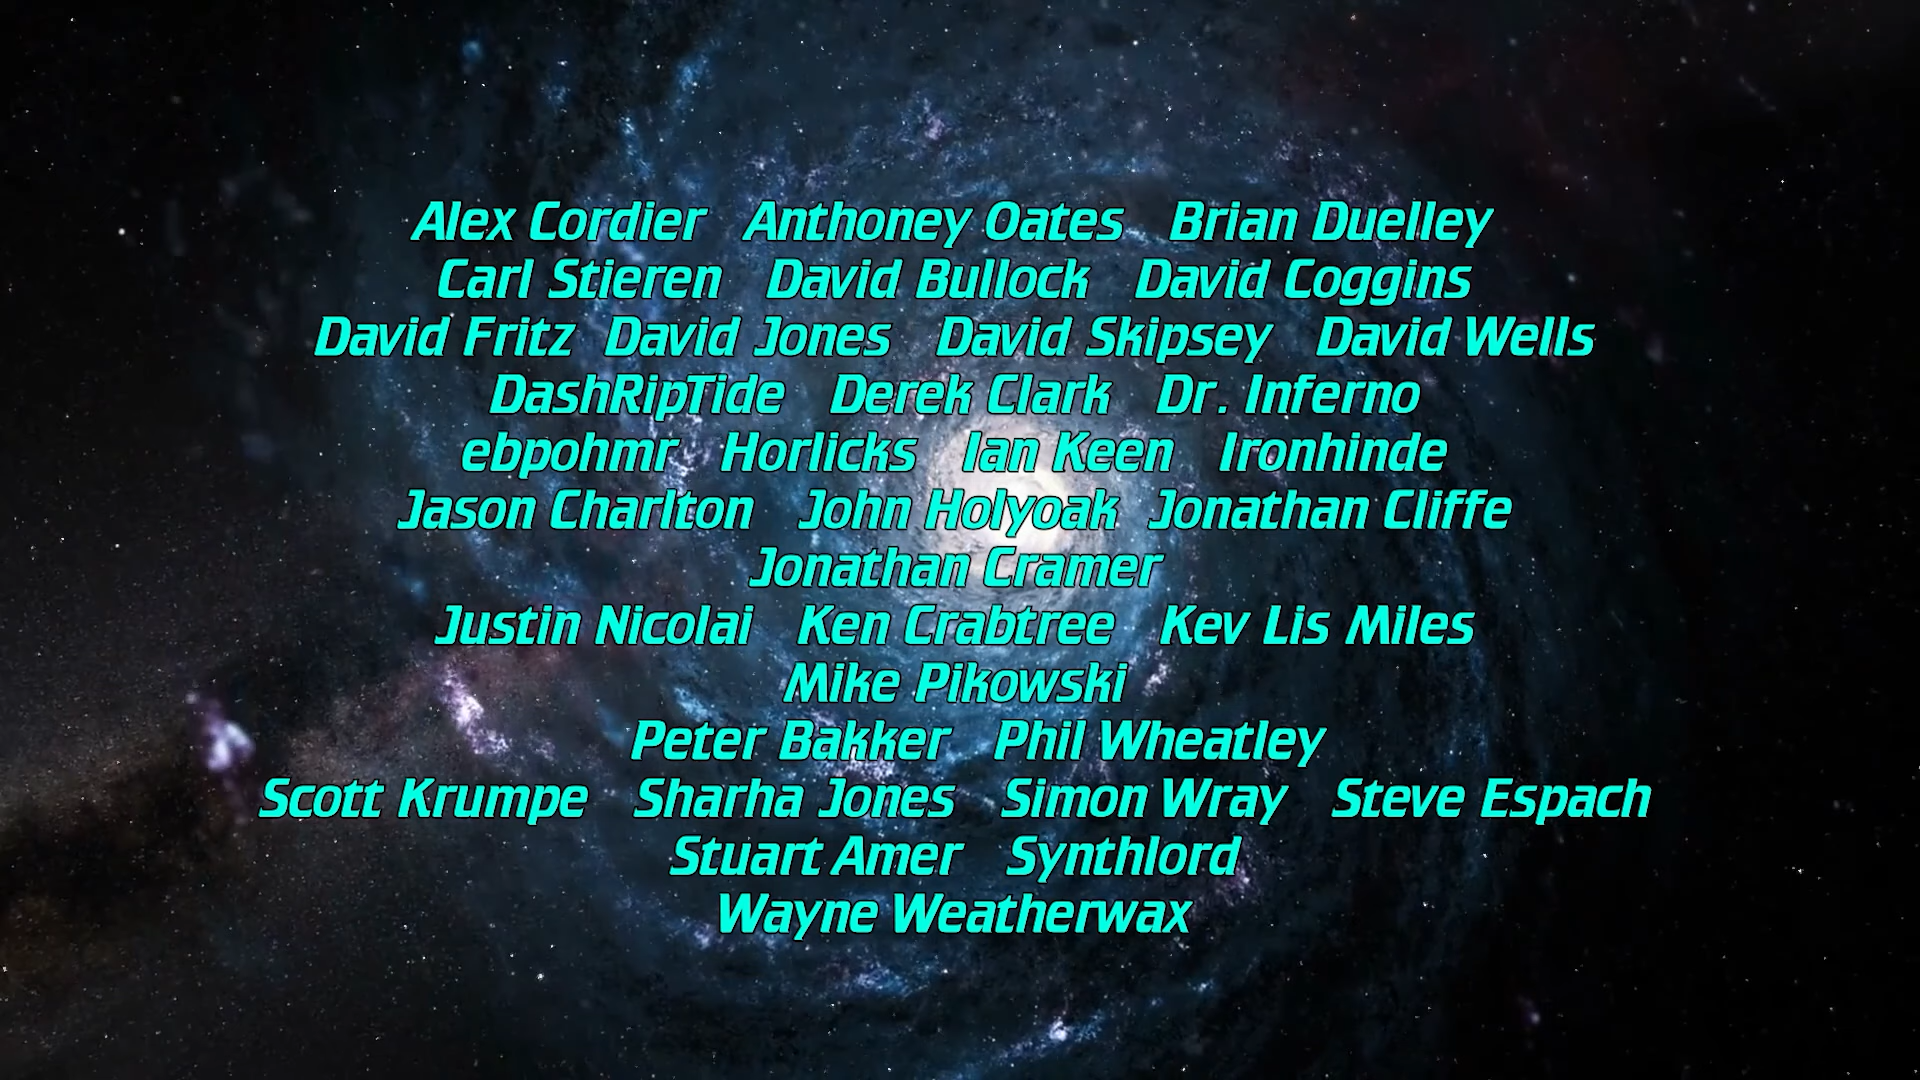 Alex Cordier Anthoney Oates Brian Duelley
Carl Stieren David Bullock David Coggins
David Fritz David Jones David Skipsey David Wells
DashRipTide Derek Clark Dr. Inferno
ebpohmr Horlicks Ian Keen Ironhinde
Jason Charlton John Holyoak Jonathan Cliffe
Jonathan Cramer
Justin Nicolai Ken Crabtree Kev Lis Miles
Mike Pikowski
Peter Bakker Phil Wheatley
Scott Krumpe Sharha Jones Simon Wray Steve Espach
Stuart Amer Synthlord
Wayne Weatherwax